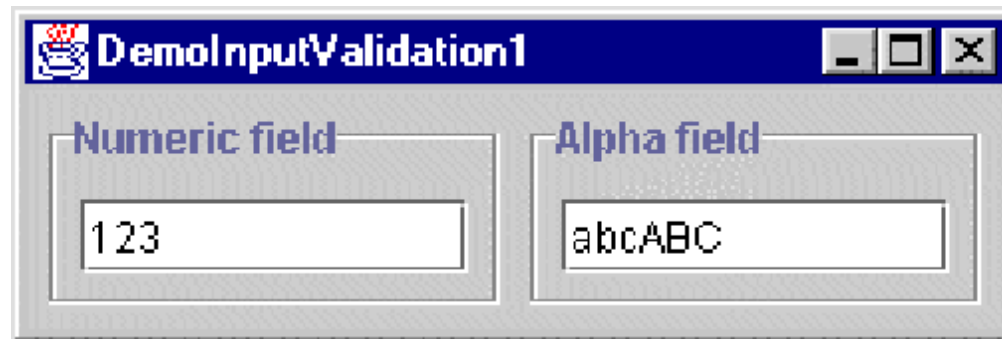 DemoInputValidation1
Numeric field
Alpha field
123
abcABC